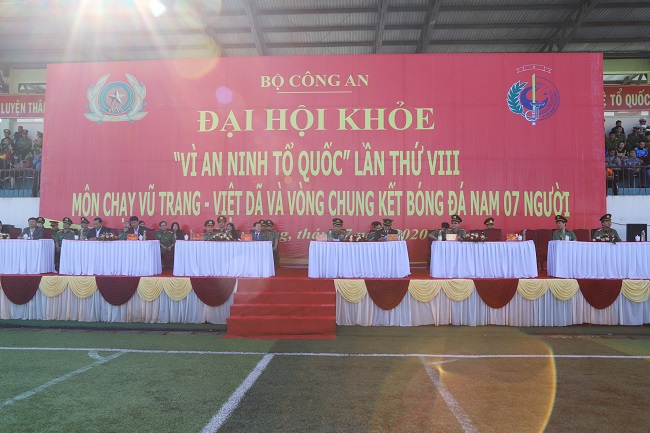 BỘ CÔNG AN
ĐẠI HỘI KHỎE
"VÌ AN NINH TỔ QUỐC" LẦN THỨ VIII
MÔN CHẠY VŨ TRANG - VIỆT DÃ VÀ VÒNG CHUNG KẾT BÓNG ĐÁ NAM 07 NGƯỜI
LUYỆN THÂN
Ệ TỔ QUỐC